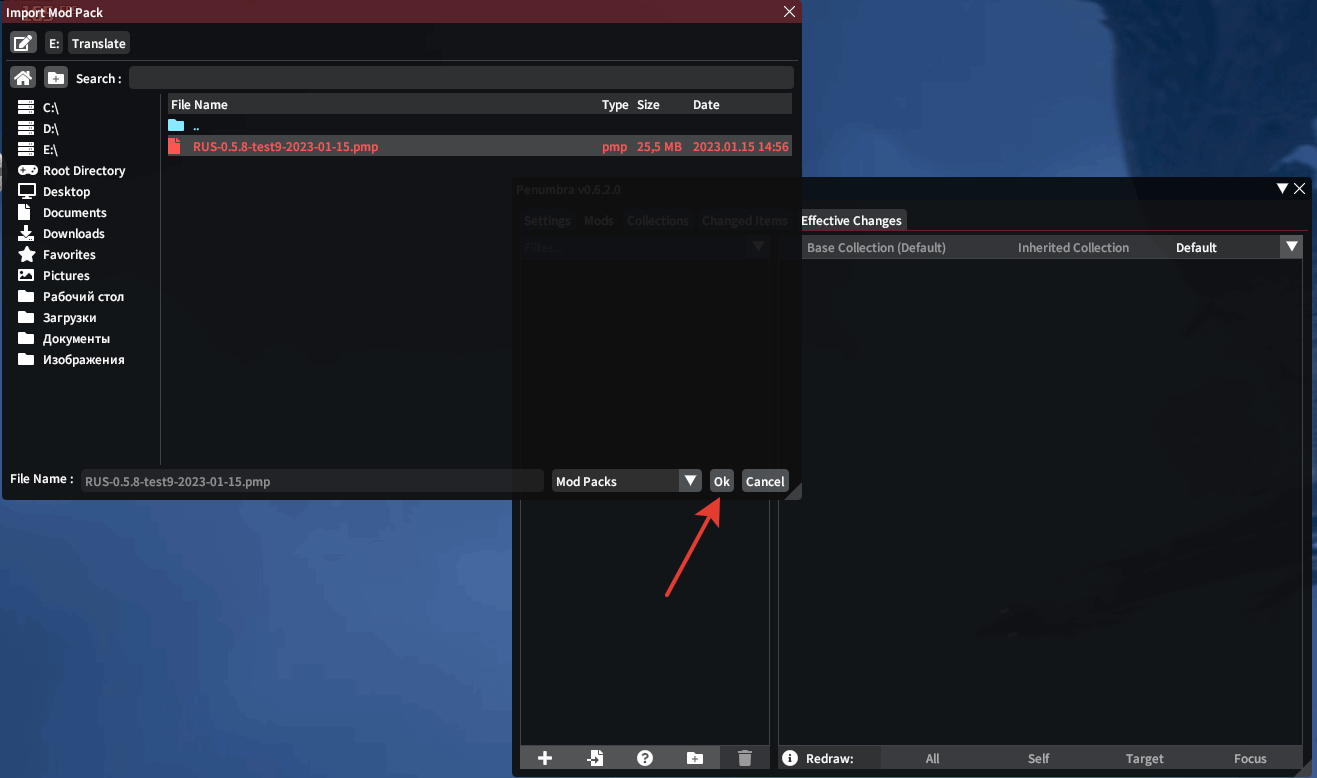 Import Mod Pack
E: Translate
Search :
File Name Type Size Date
..
RUS-0.5.8-test9-2023-01-15.pmp pmp 25,5 MB 2023.01.15 14:56
C:\
D:\
E:\
Root Directory
Desktop
Documents
Downloads
Favorites
Pictures
Рабочий стол
Загрузки
Документы
Изображения
File Name : RUS-0.5.8-test9-2023-01-15.pmp Mod Packs Ok Cancel
Penumbra v0.6.2.0
Settings Mods Collections Changed Items Effective Changes
Filter...
Base Collection (Default) Inherited Collection Default
Redraw: All Self Target Focus